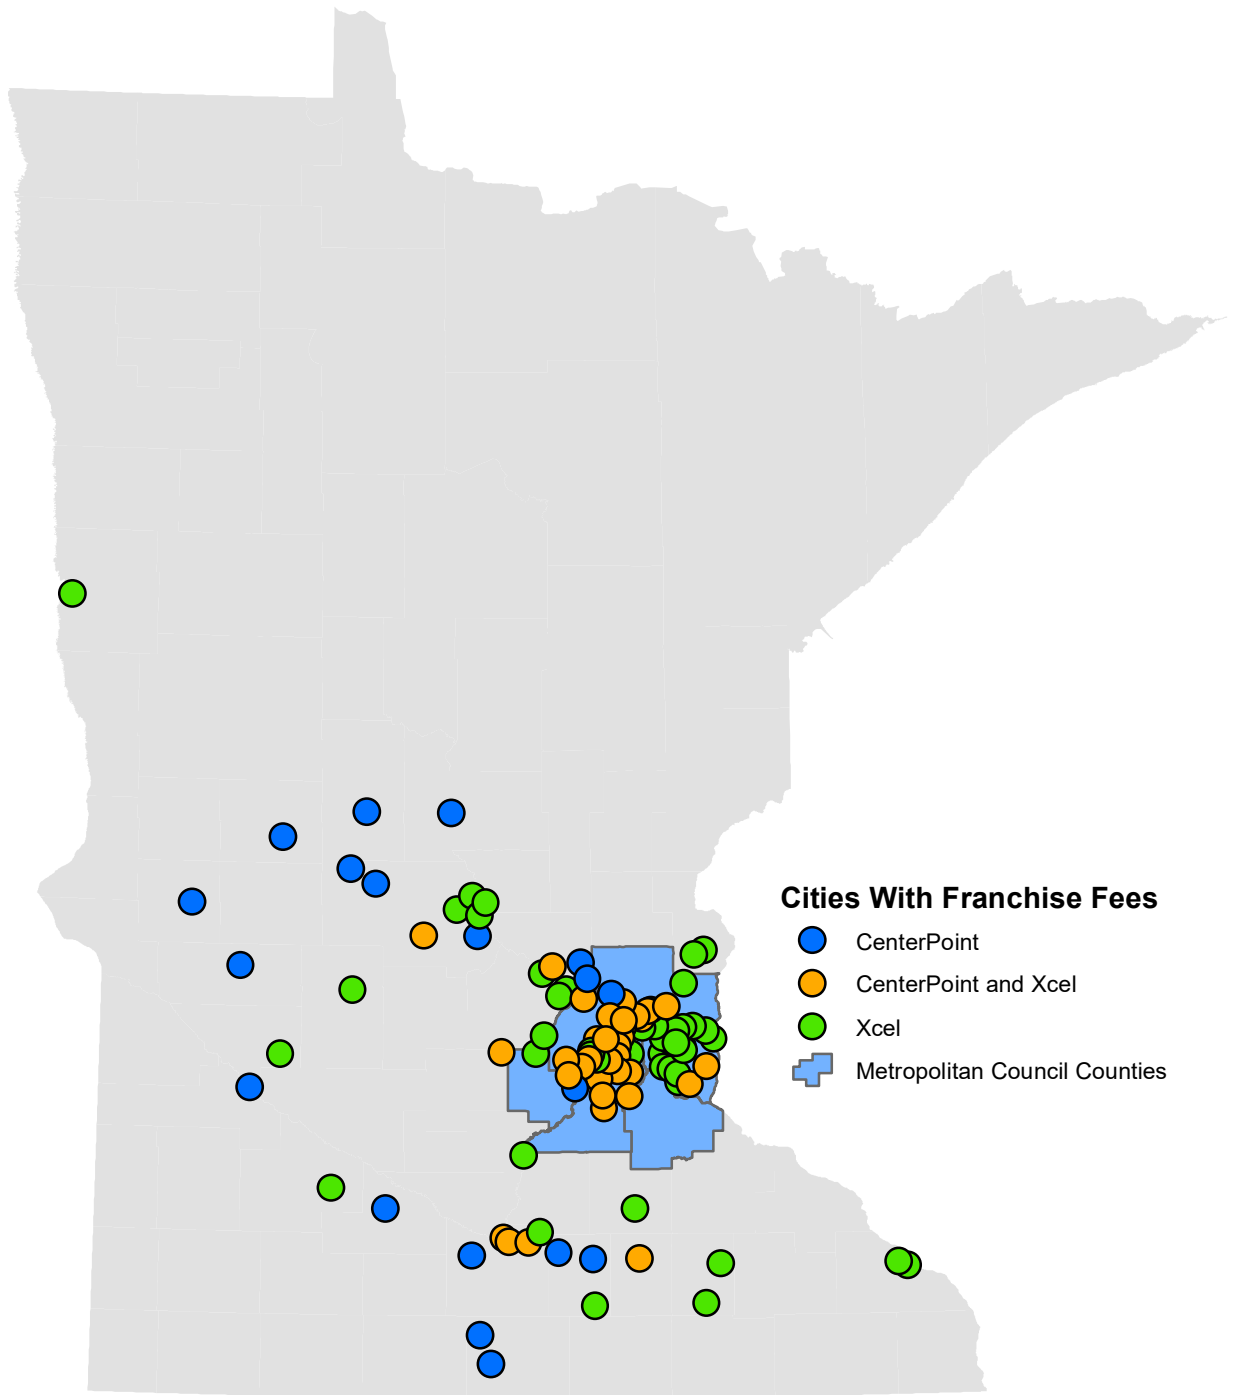 Cities With Franchise Fees
CenterPoint
CenterPoint and Xcel
Xcel
Metropolitan Council Counties